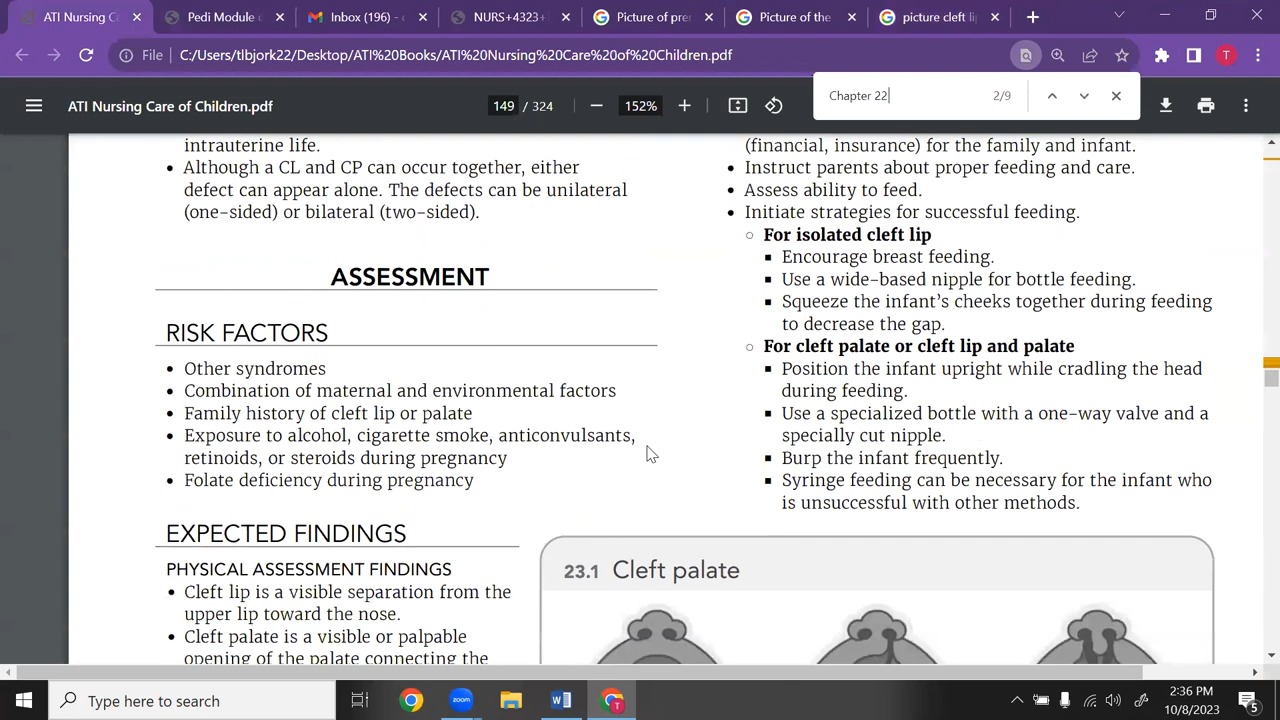 ATI Nursing Ca
Pedi Module
Inbox (196) -
NURS+4323+
Picture of pre
Picture of the
picture cleft li
File
C:/Users/tlbjork22/Desktop/ATI%20Books/ATI%20Nursing%20Care%20of%20Children.pdf
T
ATI Nursing Care of Children.pdf
149 / 324
152%
Chapter 22
2/9
intrauterine life.
• Although a CL and CP can occur together, either
defect can appear alone. The defects can be unilateral
(one-sided) or bilateral (two-sided).
ASSESSMENT
RISK FACTORS
• Other syndromes
• Combination of maternal and environmental factors
• Family history of cleft lip or palate
• Exposure to alcohol, cigarette smoke, anticonvulsants,
retinoids, or steroids during pregnancy
• Folate deficiency during pregnancy
EXPECTED FINDINGS
PHYSICAL ASSESSMENT FINDINGS
• Cleft lip is a visible separation from the
upper lip toward the nose.
• Cleft palate is a visible or palpable
opening of the palate connecting the
(financial, insurance) for the family and infant.
• Instruct parents about proper feeding and care.
• Assess ability to feed.
• Initiate strategies for successful feeding.
○ For isolated cleft lip
■ Encourage breast feeding.
■ Use a wide-based nipple for bottle feeding.
■ Squeeze the infant's cheeks together during feeding
to decrease the gap.
○ For cleft palate or cleft lip and palate
■ Position the infant upright while cradling the head
during feeding.
■ Use a specialized bottle with a one-way valve and a
specially cut nipple.
■ Burp the infant frequently.
■ Syringe feeding can be necessary for the infant who
is unsuccessful with other methods.
23.1 Cleft palate
Type here to search
zoom
T
2:36 PM
10/8/2023
5